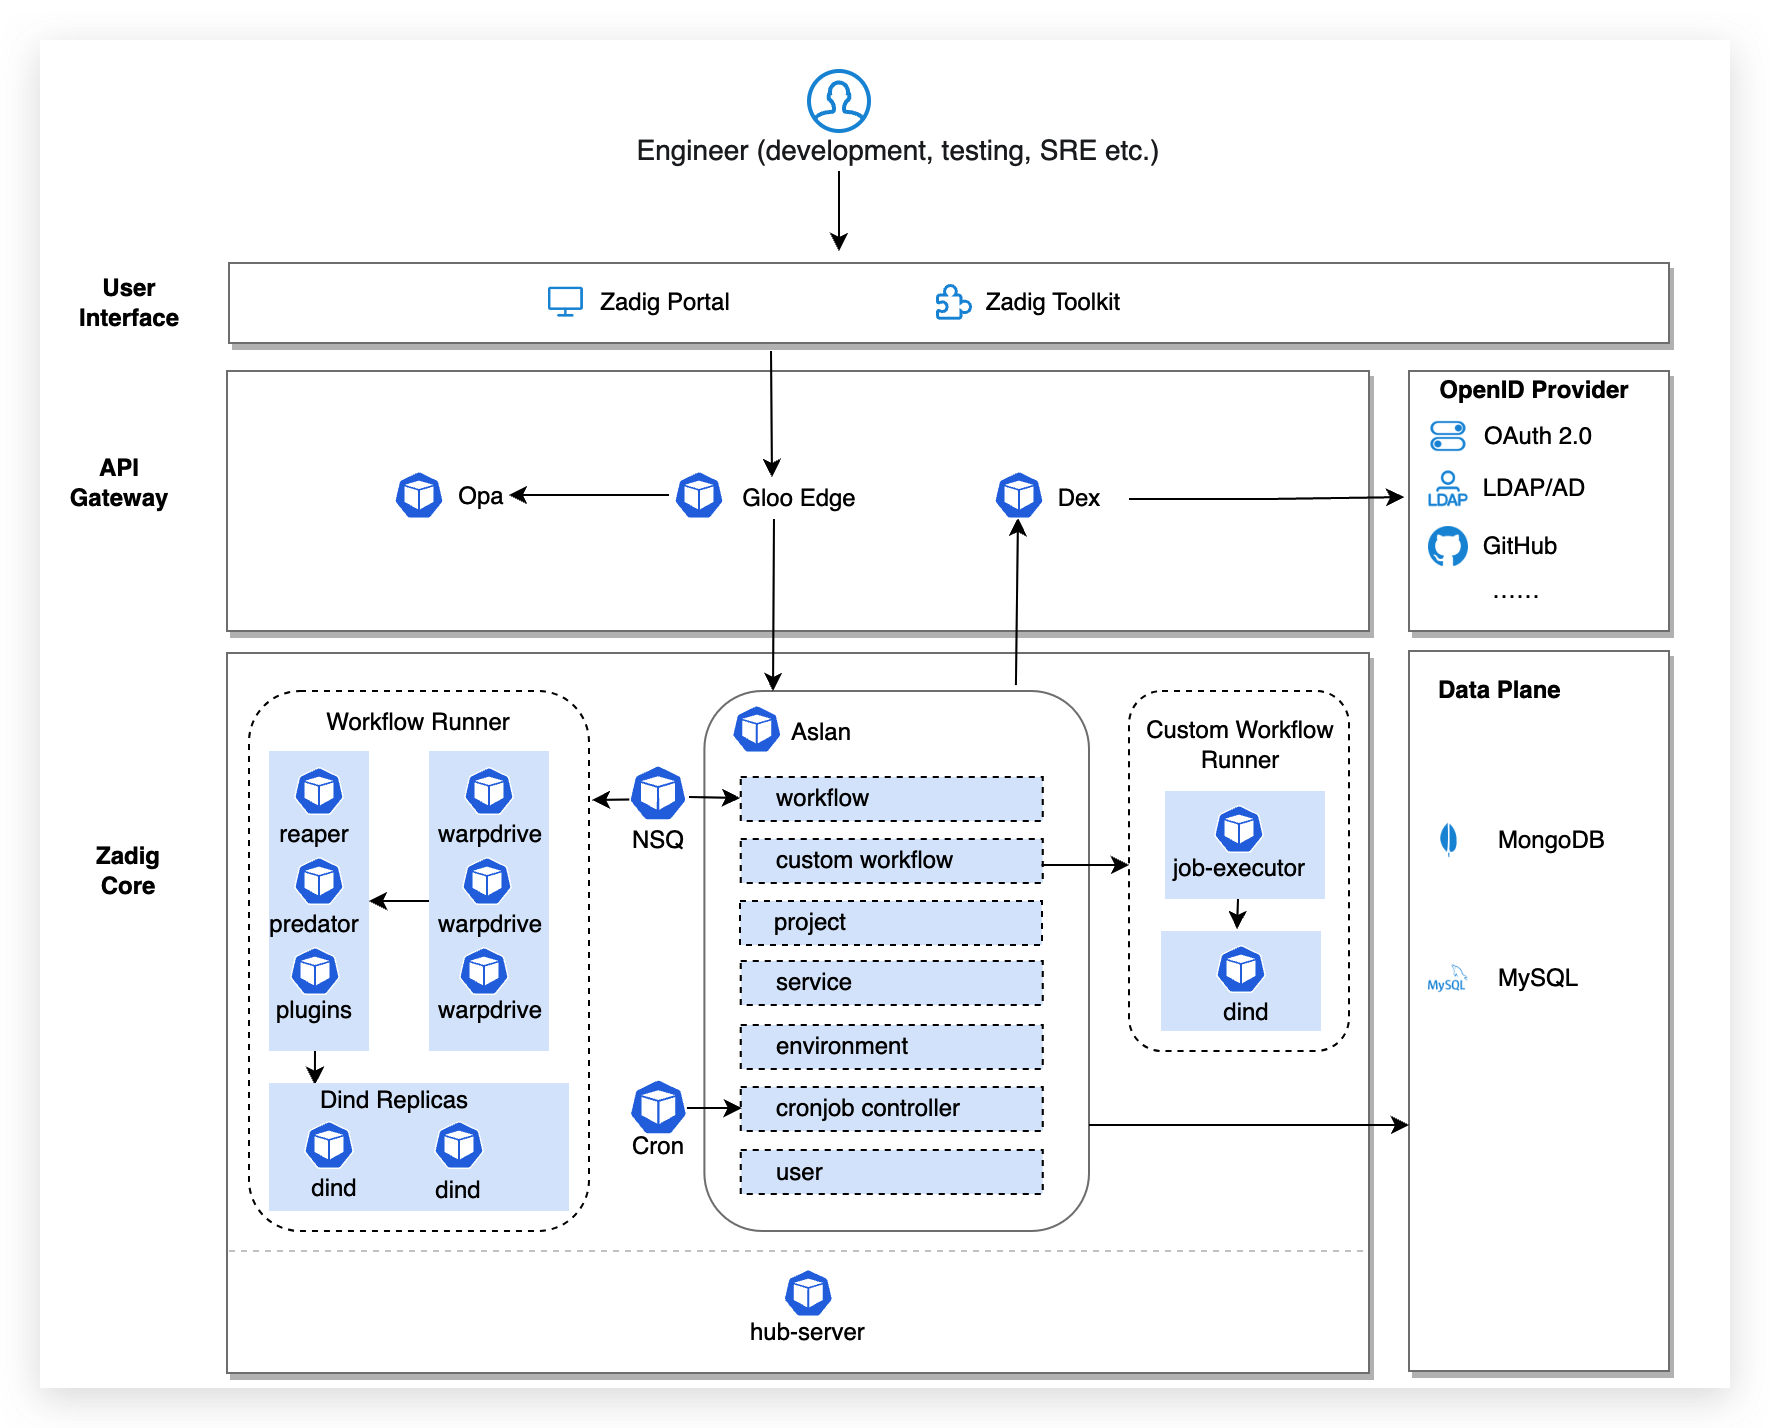 Engineer (development, testing, SRE etc.)
User
Interface
Zadig Portal
Zadig Toolkit
API
Gateway
Opa
Gloo Edge
Dex
OpenID Provider
OAuth 2.0
LDAP
LDAP/AD
GitHub
......
Zadig
Core
Workflow Runner
reaper
warpdrive
predator
warpdrive
plugins
warpdrive
Dind Replicas
dind
dind
NSQ
Cron
Aslan
workflow
custom workflow
project
service
environment
cronjob controller
user
Custom Workflow
Runner
job-executor
dind
hub-server
Data Plane
MongoDB
MySQL
MySQL